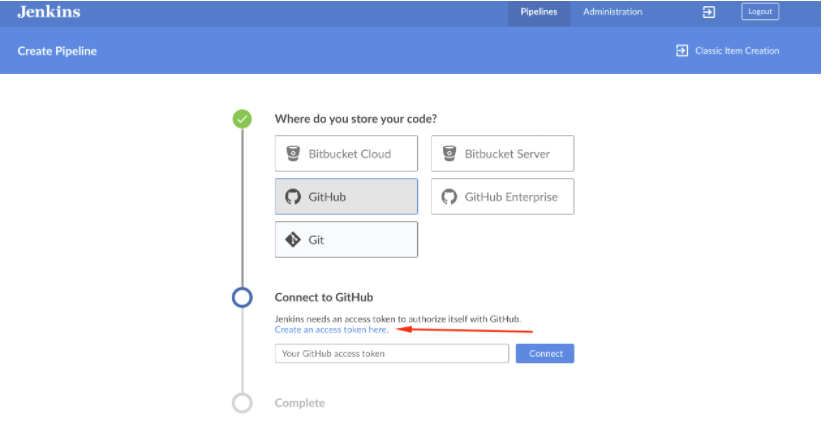 Jenkins
Pipelines
Administration
Logout
Create Pipeline
Classic Item Creation
Where do you store your code?
Bitbucket Cloud
Bitbucket Server
GitHub
GitHub Enterprise
Git
Connect to GitHub
Jenkins needs an access token to authorize itself with GitHub.
Create an access token here.
Your GitHub access token
Connect
Complete